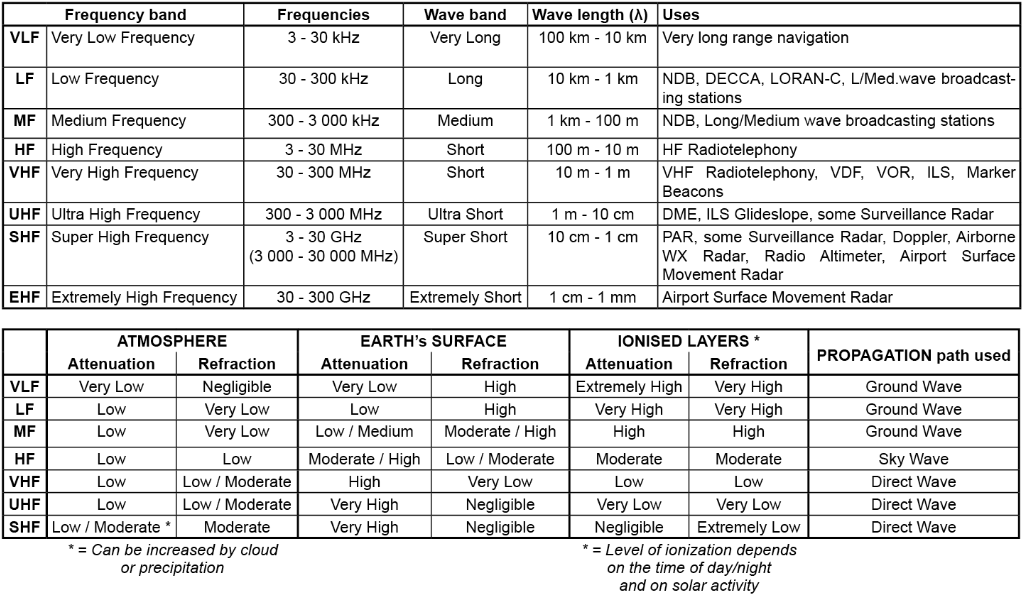 Frequency band Frequencies Wave band Wave length (λ) Uses
VLF Very Low Frequency 3 - 30 kHz Very Long 100 km - 10 km Very long range navigation
LF Low Frequency 30 - 300 kHz Long 10 km - 1 km NDB, DECCA, LORAN-C, L/Med.wave broadcast-
ing stations
MF Medium Frequency 300 - 3 000 kHz Medium 1 km - 100 m NDB, Long/Medium wave broadcasting stations
HF High Frequency 3 - 30 MHz Short 100 m - 10 m HF Radiotelephony
VHF Very High Frequency 30 - 300 MHz Short 10 m - 1 m VHF Radiotelephony, VDF, VOR, ILS, Marker
Beacons
UHF Ultra High Frequency 300 - 3 000 MHz Ultra Short 1 m - 10 cm DME, ILS Glideslope, some Surveillance Radar
SHF Super High Frequency 3 - 30 GHz Super Short 10 cm - 1 cm PAR, some Surveillance Radar, Doppler, Airborne
(3 000 - 30 000 MHz) WX Radar, Radio Altimeter, Airport Surface
Movement Radar
EHF Extremely High Frequency 30 - 300 GHz Extremely Short 1 cm - 1 mm Airport Surface Movement Radar
ATMOSPHERE EARTH's SURFACE IONISED LAYERS * PROPAGATION path used
Attenuation Refraction Attenuation Refraction Attenuation Refraction
VLF Very Low Negligible Very Low High Extremely High Very High Ground Wave
LF Low Very Low Low High Very High Very High Ground Wave
MF Low Very Low Low / Medium Moderate / High High High Ground Wave
HF Low Low Moderate / High Low / Moderate Moderate Moderate Sky Wave
VHF Low Low / Moderate High Very Low Low Low Direct Wave
UHF Low Low / Moderate Very High Negligible Very Low Very Low Direct Wave
SHF Low / Moderate * Moderate Very High Negligible Negligible Extremely Low Direct Wave
* = Can be increased by cloud
or precipitation
* = Level of ionization depends
on the time of day/night
and on solar activity